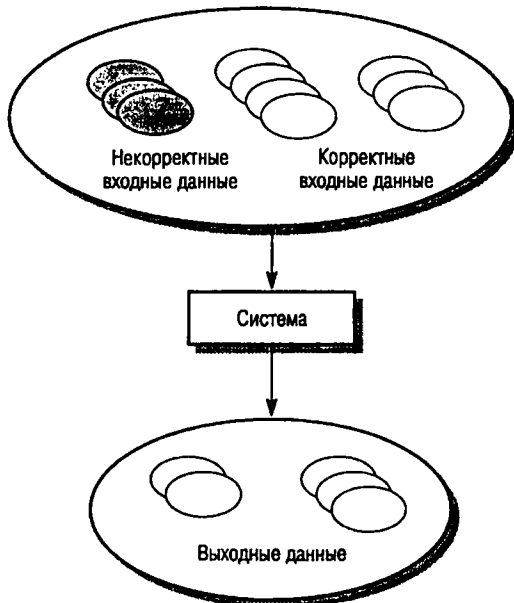 Некорректные
входные данные
Корректные
входные данные
Система
Выходные данные